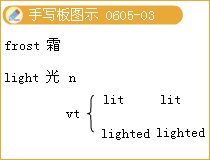 手写板图示 0605-03
frost 霜
light 光 n
lit lit
vt
lighted lighted